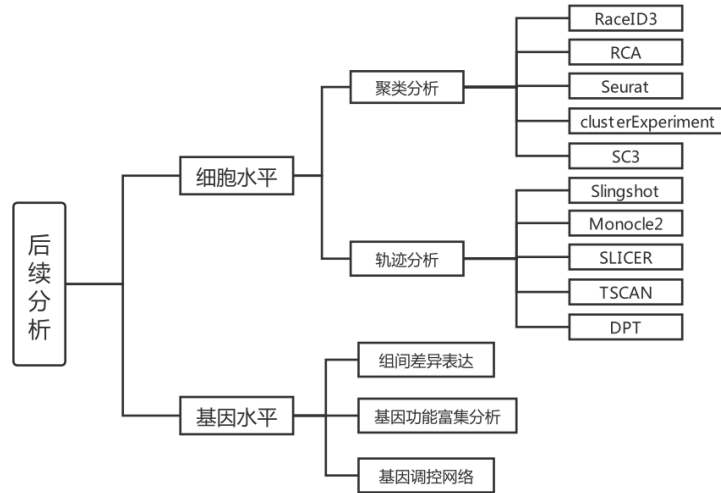 后续分析
细胞水平
聚类分析
RaceID3
RCA
Seurat
clusterExperiment
SC3
轨迹分析
Slingshot
Monocle2
SLICER
TSCAN
DPT
基因水平
组间差异表达
基因功能富集分析
基因调控网络